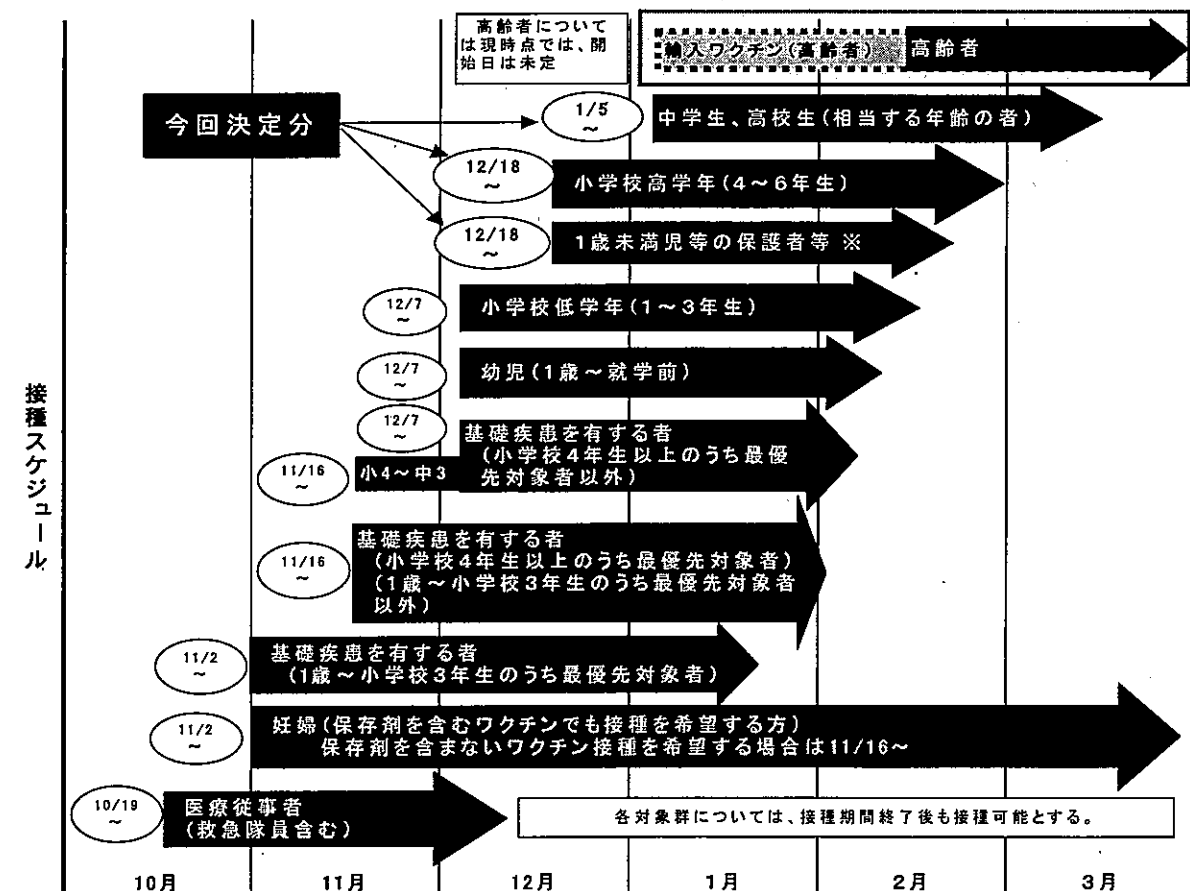 高齢者について
は現時点では、開
始日は未定
輸入ワクチン(高齢者)
高齢者
今回決定分
1/5
~
中学生、高校生(相当する年齢の者)
12/18
~
小学校高学年(4~6年生)
12/18
~
1歳未満児等の保護者等 ※
12/7
~
小学校低学年(1~3年生)
12/7
~
幼児(1歳~就学前)
12/7
~
基礎疾患を有する者
(小学校4年生以上のうち最優
先対象者以外)
11/16
~
小4~中3
接種スケジュール
11/16
~
基礎疾患を有する者
(小学校4年生以上のうち最優先対象者)
(1歳~小学校3年生のうち最優先対象者
以外)
11/2
~
基礎疾患を有する者
(1歳~小学校3年生のうち最優先対象者)
11/2
~
妊婦(保存剤を含むワクチンでも接種を希望する方)
保存剤を含まないワクチン接種を希望する場合は11/16~
10/19
~
医療従事者
(救急隊員含む)
各対象群については、接種期間終了後も接種可能とする。
10月
11月
12月
1月
2月
3月